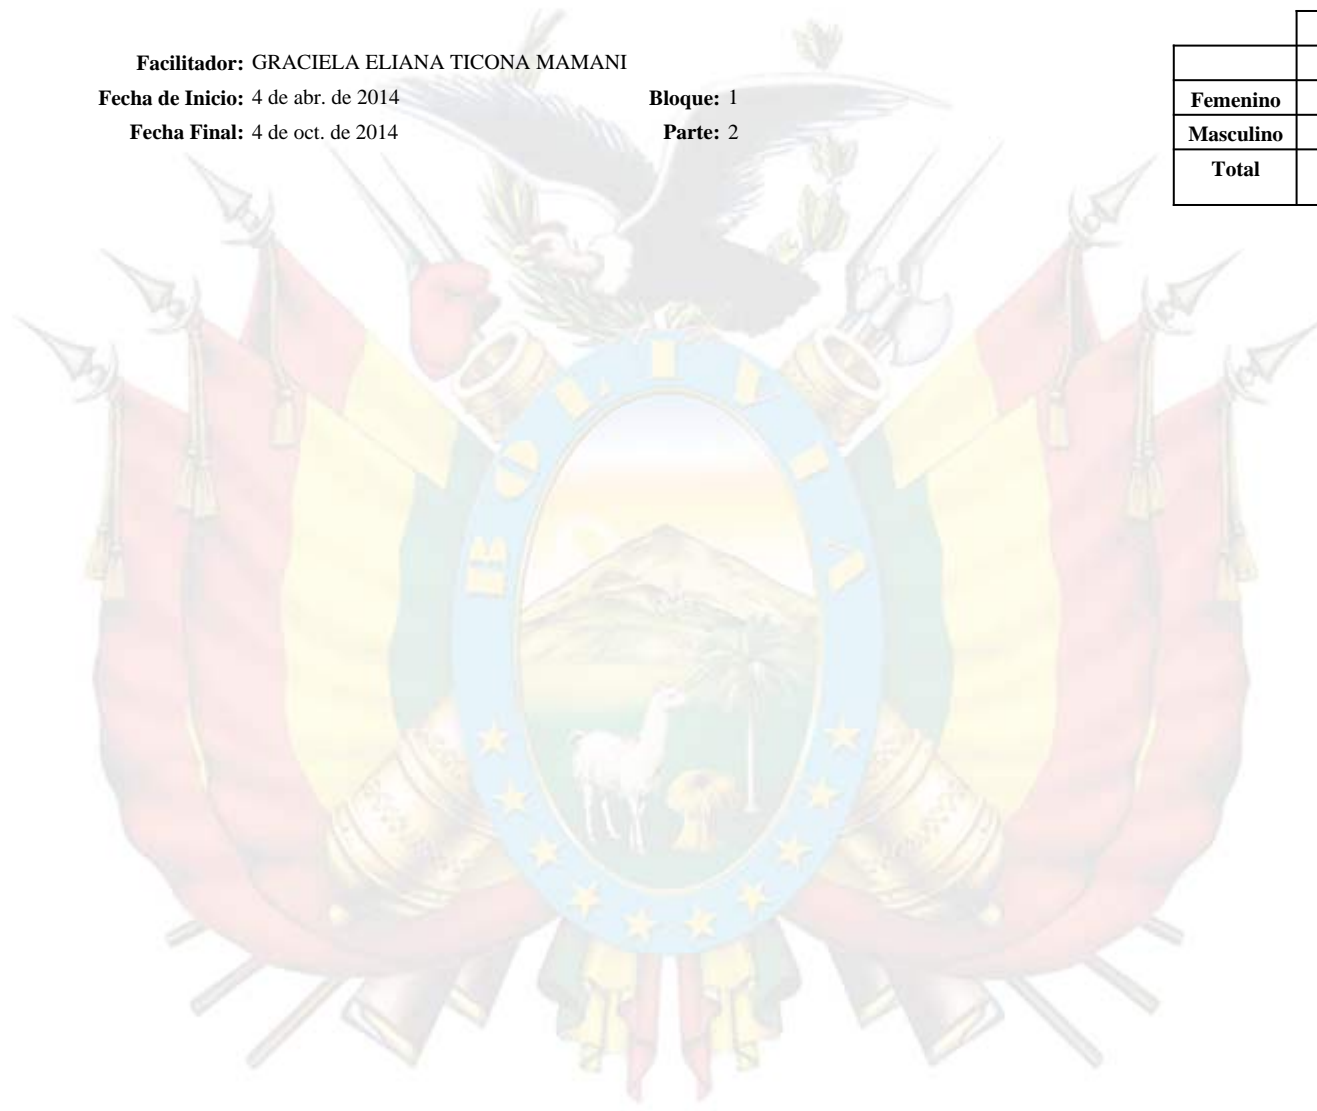 Facilitador: GRACIELA ELIANA TICONA MAMANI
Fecha de Inicio: 4 de abr. de 2014 Bloque: 1
Fecha Final: 4 de oct. de 2014 Parte: 2
Femenino
Masculino
Total
BOLIVIA